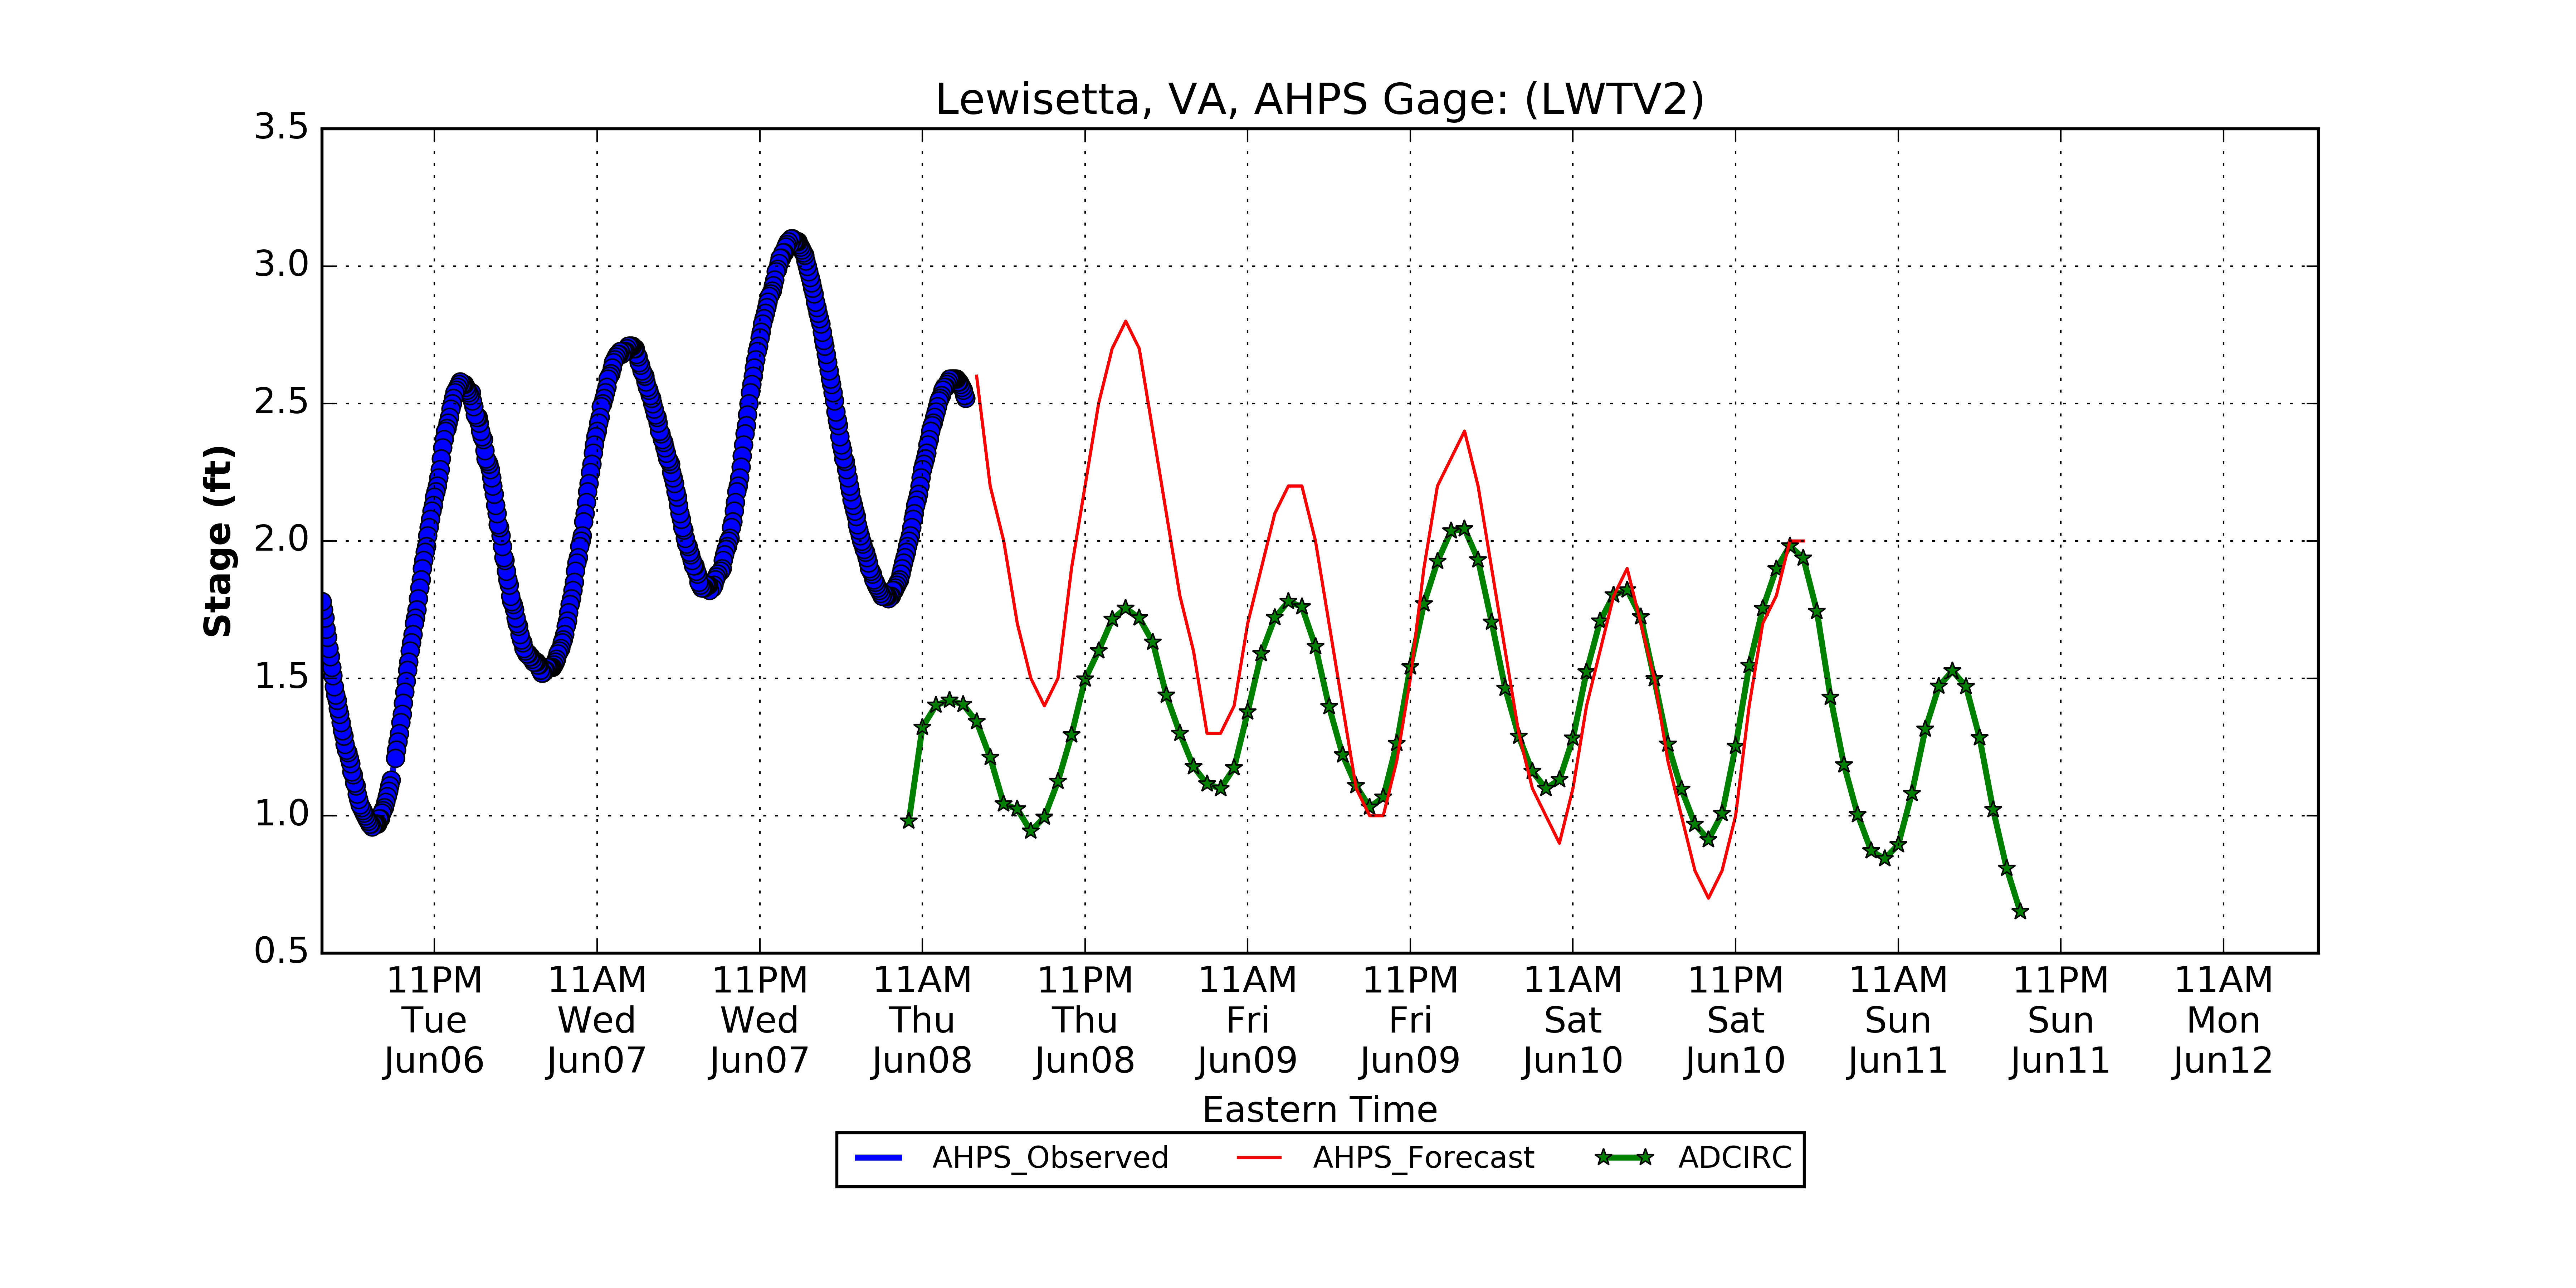 Lewisetta, VA, AHPS Gage: (LWTV2)
3.5
3.0
2.5
2.0
1.5
1.0
0.5
Stage (ft)
11PM 11AM 11PM 11AM 11PM 11AM 11PM 11AM 11PM 11AM 11PM 11AM
Tue Wed Wed Thu Thu Fri Fri Sat Sat Sun Sun Mon
Jun06 Jun07 Jun07 Jun08 Jun08 Jun09 Jun09 Jun10 Jun10 Jun11 Jun11 Jun12
Eastern Time
AHPS_Observed AHPS_Forecast ADCIRC